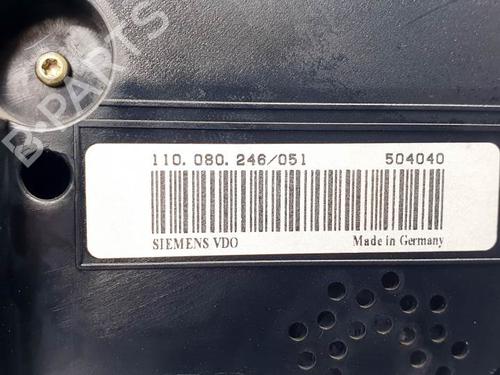 110.080.246/051 504040
SIEMENS VDO Made in Germany
B-PARTS